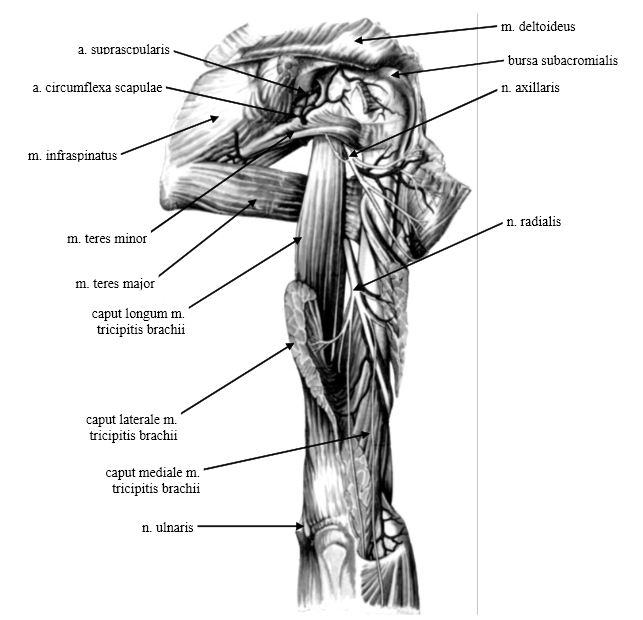 m. deltoideus
a. suprascpularis
bursa subacromialis
a. circumflexa scapulae
n. axillaris
m. infraspinatus
n. radialis
m. teres minor
m. teres major
caput longum m.
tricipitis brachii
caput laterale m.
tricipitis brachii
caput mediale m.
tricipitis brachii
n. ulnaris